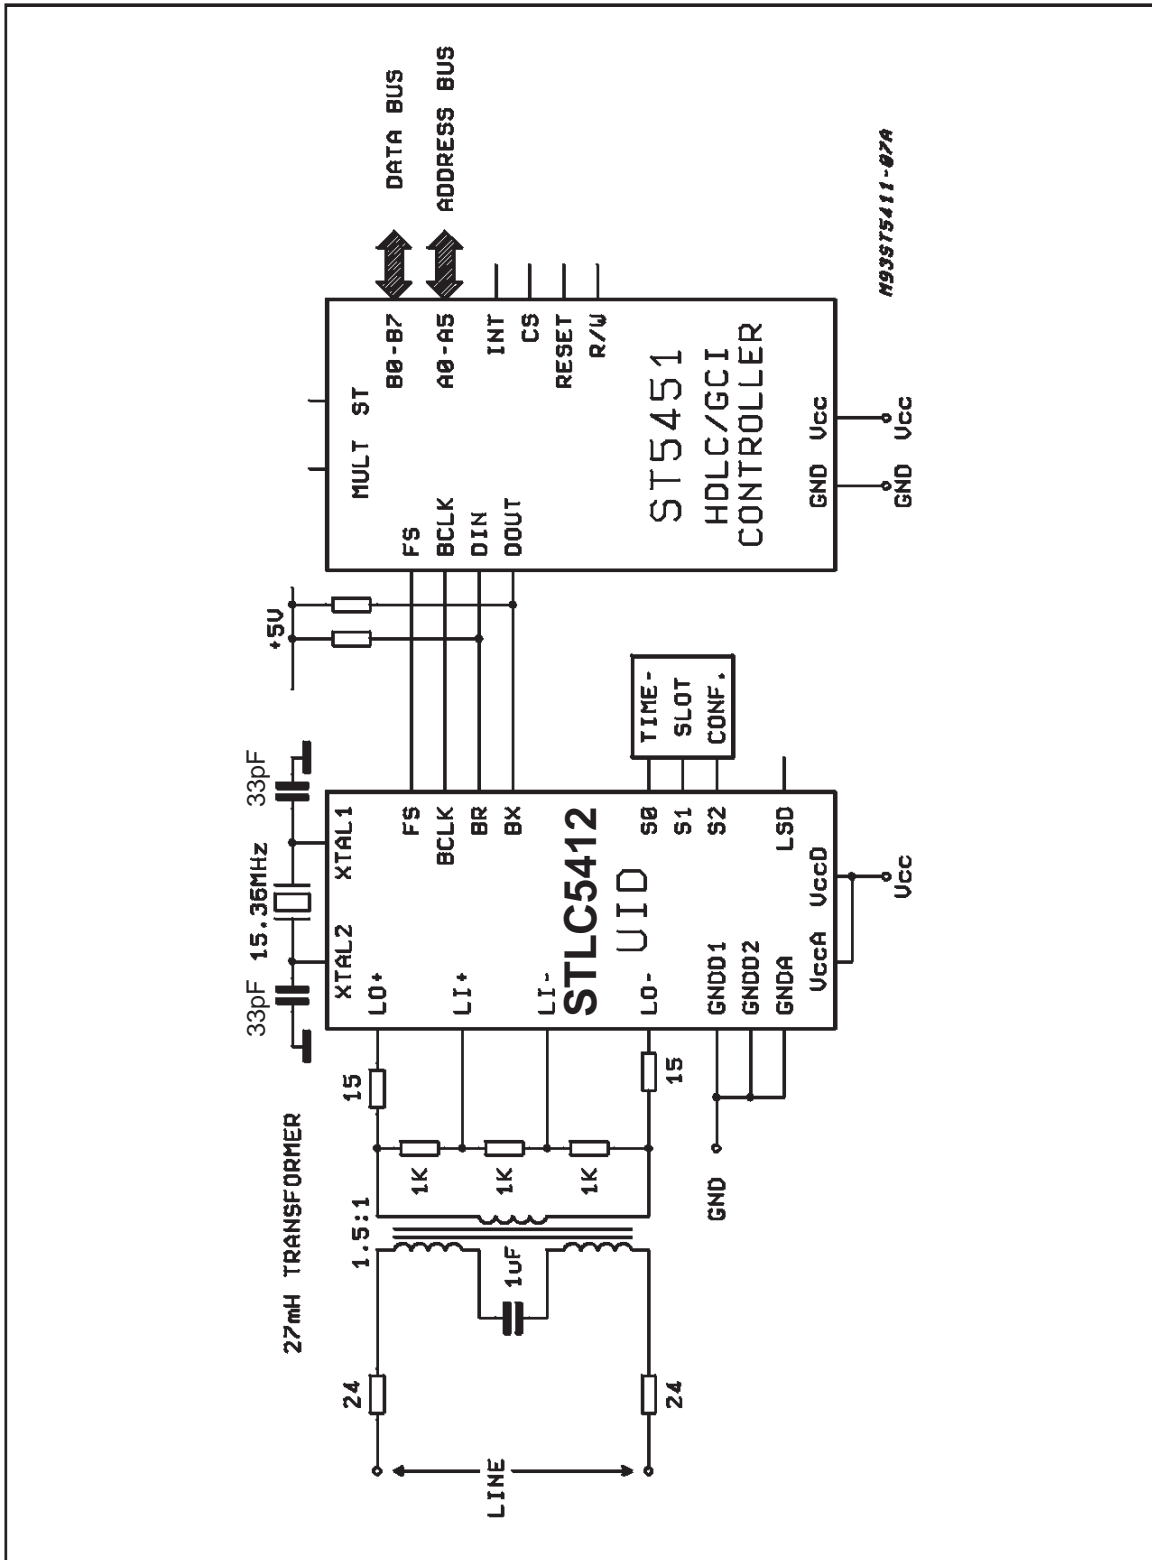 33pF
15.36MHz
33pF
+5V
27mH TRANSFORMER
XTAL2
XTAL1
24
1.5:1
15
LO+
MULT
ST
B0-B7
DATA BUS
FS
FS
1K
A0-A5
ADDRESS BUS
BCLK
BCLK
LI+
BR
DIN
INT
LINE
1uF
1K
BX
DOUT
CS
LI-
RESET
STLC5412
1K
R/W
UID
LO-
S0
TIME-
SLOT
CONF.
24
15
S1
S2
ST5451
HDLC/GCI
CONTROLLER
GND
GNDD1
GNDD2
GNDA
LSD
VccA
VccD
GND
Vcc
Vcc
GND
Vcc
M93ST5411-07A